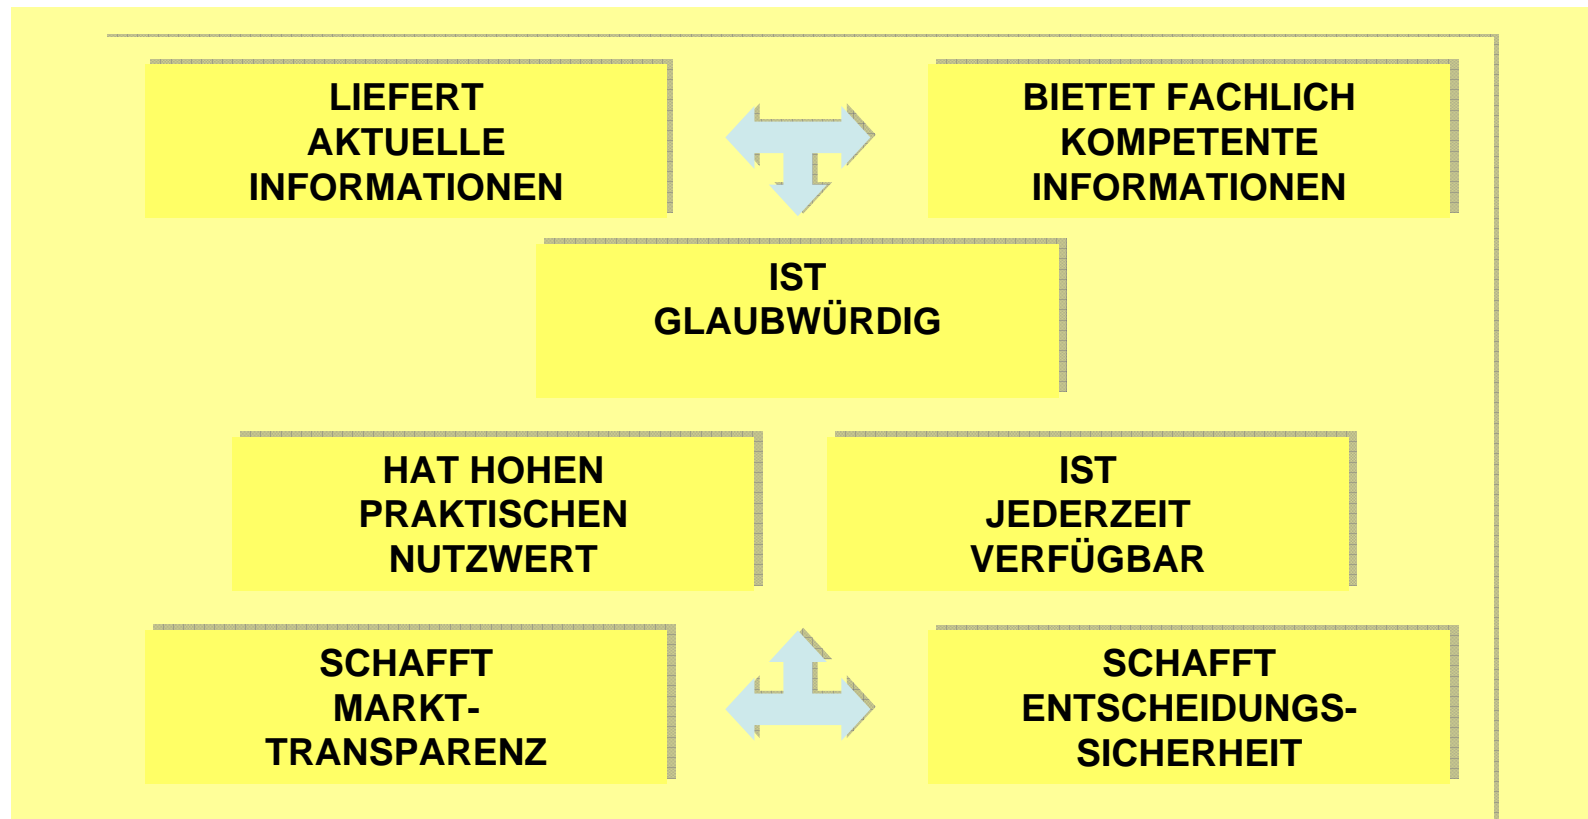 LIEFERT
AKTUELLE
INFORMATIONEN
BIETET FACHLICH
KOMPETENTE
INFORMATIONEN
IST
GLAUBWÜRDIG
HAT HOHEN
PRAKTISCHEN
NUTZWERT
IST
JEDERZEIT
VERFÜGBAR
SCHAFFT
MARKT-
TRANSPARENZ
SCHAFFT
ENTSCHEIDUNGS-
SICHERHEIT